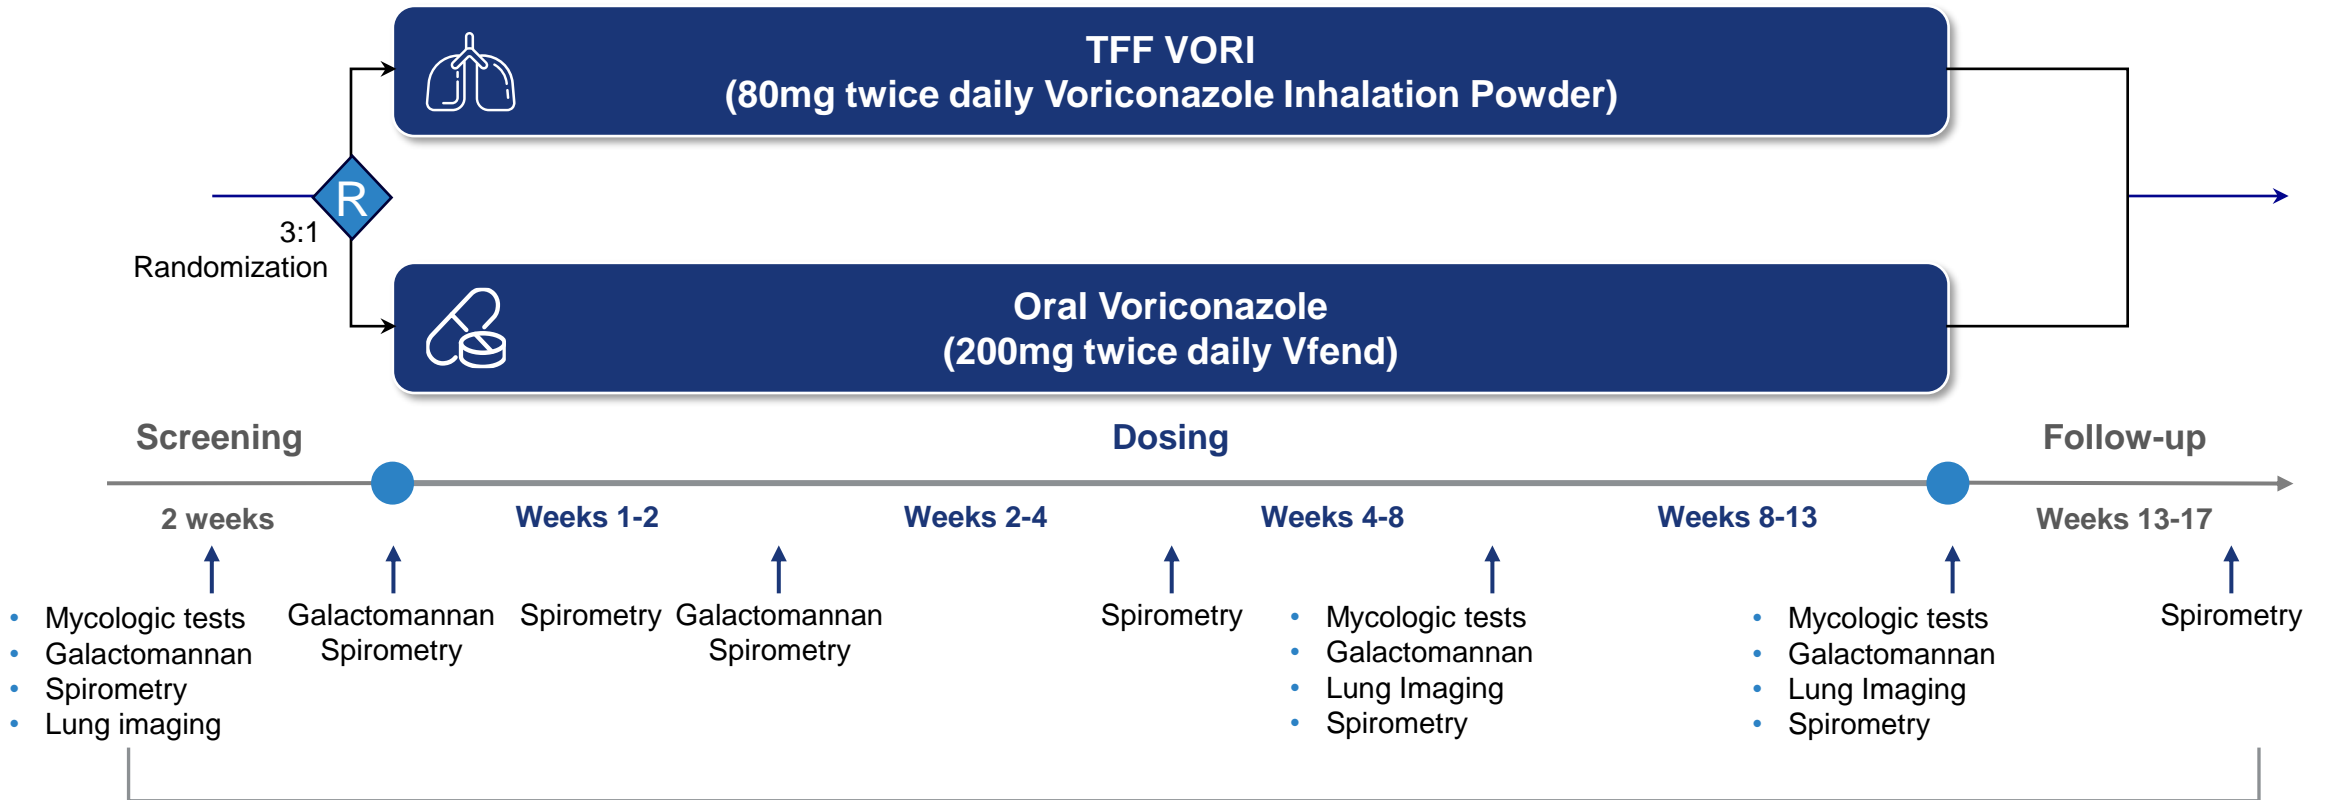 TFF VORI
(80mg twice daily Voriconazole Inhalation Powder)
R
3:1
Randomization
Oral Voriconazole
(200mg twice daily Vfend)
Screening
Dosing
Follow-up
2 weeks
Weeks 1-2
Weeks 2-4
Weeks 4-8
Weeks 8-13
Weeks 13-17
• Mycologic tests
• Galactomannan
• Spirometry
• Lung imaging
Galactomannan
Spirometry
Spirometry
Galactomannan
Spirometry
Spirometry
• Mycologic tests
• Galactomannan
• Lung Imaging
• Spirometry
• Mycologic tests
• Galactomannan
• Lung Imaging
• Spirometry
Spirometry